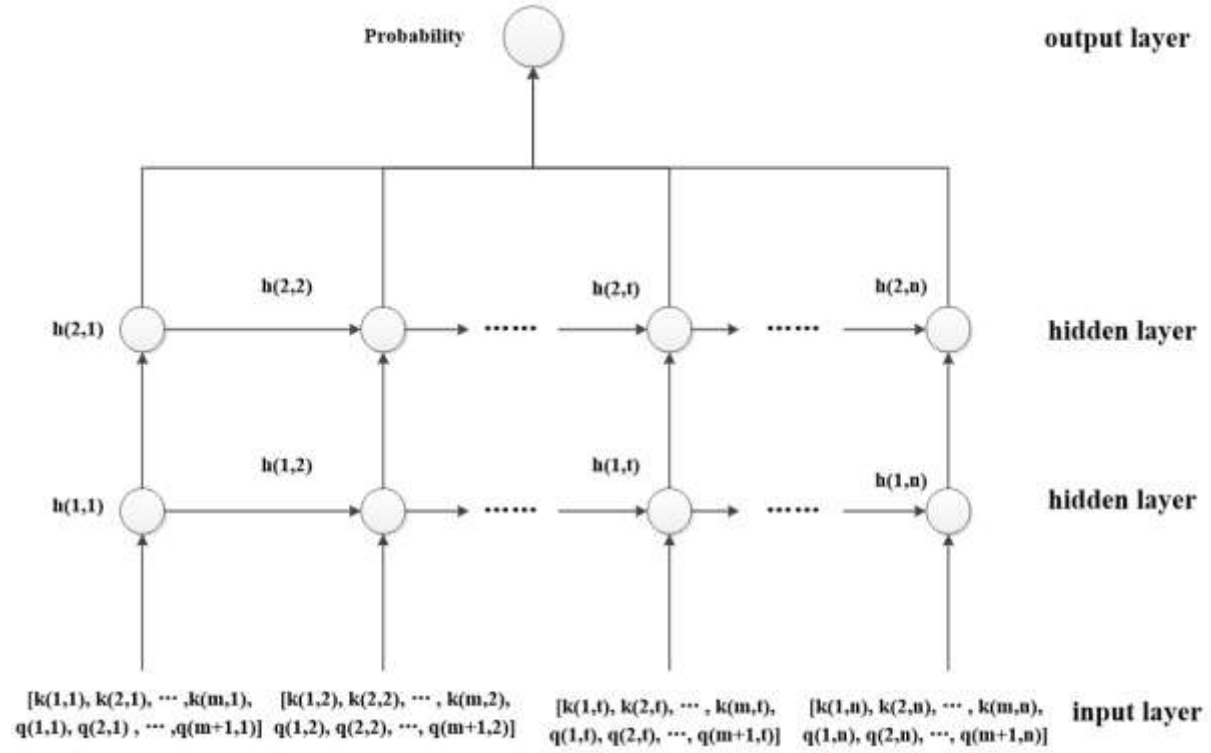 Probability
output layer
h(2,2)
h(2,t)
h(2,n)
h(2,1)
······
······
hidden layer
h(1,2)
h(1,t)
h(1,n)
h(1,1)
······
······
hidden layer
[k(1,1), k(2,1), ··· ,k(m,1),
q(1,1), q(2,1) , ··· ,q(m+1,1)]
[k(1,2), k(2,2), ··· , k(m,2),
q(1,2), q(2,2), ···, q(m+1,2)]
[k(1,t), k(2,t), ··· , k(m,t),
q(1,t), q(2,t), ···, q(m+1,t)]
[k(1,n), k(2,n), ··· , k(m,n),
q(1,n), q(2,n), ···, q(m+1,n)]
input layer